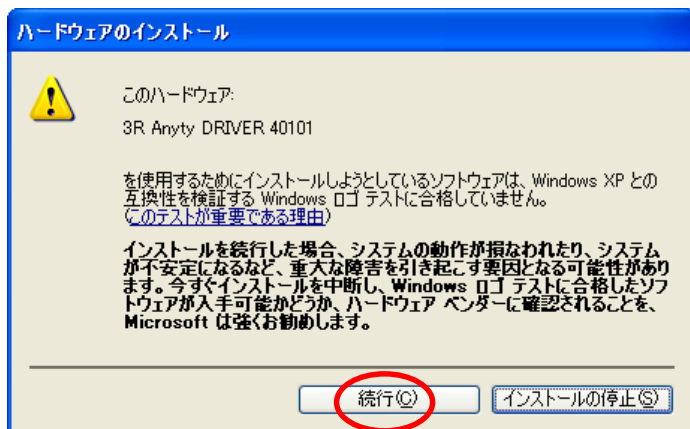 ハードウェアのインストール
このハードウェア:
3R Anyty DRIVER 40101
を使用するためにインストールしようとしているソフトウェアは、Windows XP との
互換性を検証する Windows ロゴ テストに合格していません。
(このテストが重要である理由)
インストールを続行した場合、システムの動作が損なわれたり、システム
が不安定になるなど、重大な障害を引き起こす要因となる可能性があり
ます。今すぐインストールを中断し、Windows ロゴ テストに合格したソフ
トウェアが入手可能かどうか、ハードウェア ベンダーに確認されることを、
Microsoft は強くお勧めします。
続行(C) インストールの停止(S)